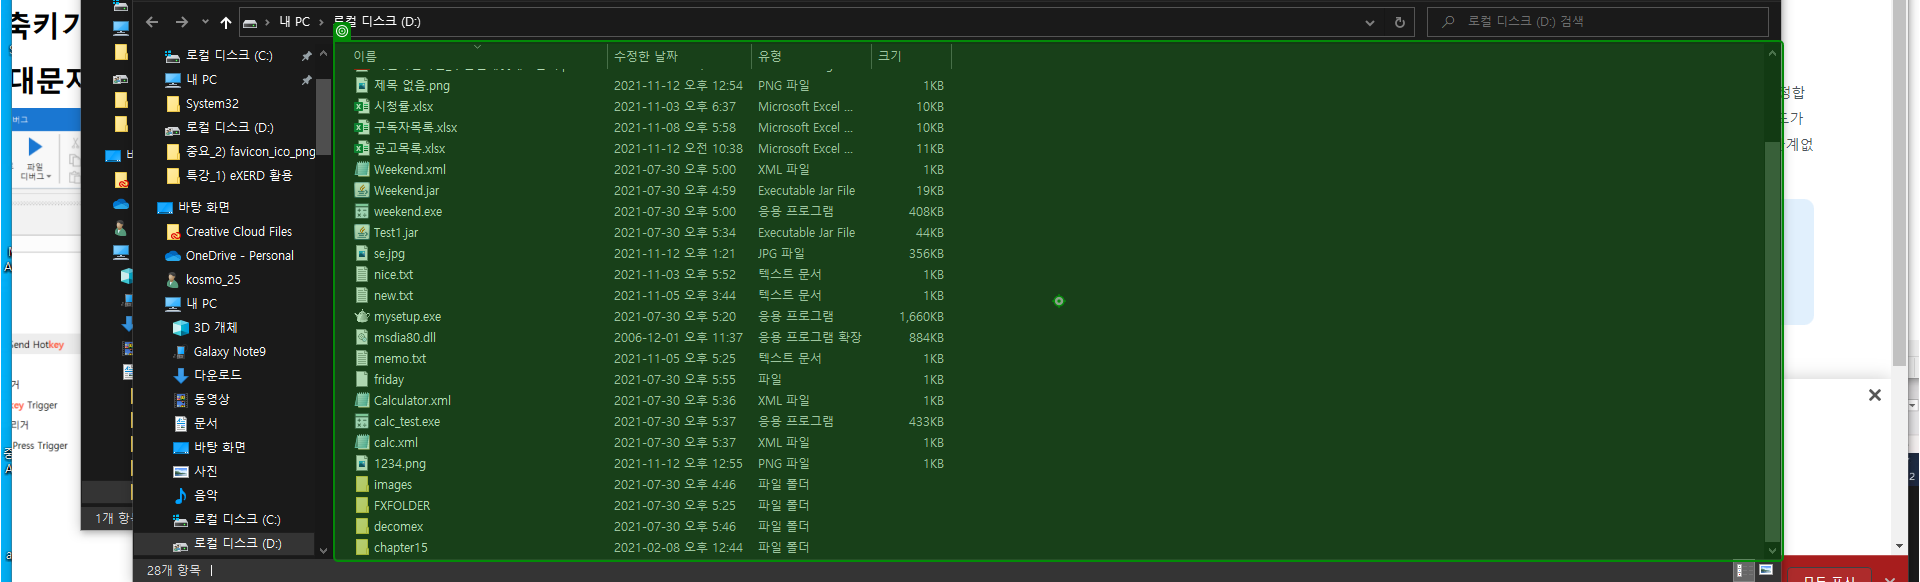 내 PC > 로컬 디스크 (D:)
로컬 디스크 (D:) 검색
축키ㄱ
대문ㅈ
버그
파일
디버그
end Hotkey
거
key Trigger
리거
Press Trigger
1개 항
로컬 디스크 (C:)
내 PC
System32
로컬 디스크 (D:)
중요_2) favicon_ico_png
특강_1) eXERD 활용
바탕 화면
Creative Cloud Files
OneDrive - Personal
kosmo_25
내 PC
3D 개체
Galaxy Note9
다운로드
동영상
문서
바탕 화면
사진
음악
로컬 디스크 (C:)
로컬 디스크 (D:)
28개 항목
이름 수정한 날짜 유형 크기
제목 없음.png 2021-11-12 오후 12:54 PNG 파일 1KB
시청률.xlsx 2021-11-03 오후 6:37 Microsoft Excel ... 10KB
구독자목록.xlsx 2021-11-08 오후 5:58 Microsoft Excel ... 10KB
공고목록.xlsx 2021-11-12 오전 10:38 Microsoft Excel ... 11KB
Weekend.xml 2021-07-30 오후 5:00 XML 파일 1KB
Weekend.jar 2021-07-30 오후 4:59 Executable Jar File 19KB
weekend.exe 2021-07-30 오후 5:00 응용 프로그램 408KB
Test1.jar 2021-07-30 오후 5:34 Executable Jar File 44KB
se.jpg 2021-11-12 오후 1:21 JPG 파일 356KB
nice.txt 2021-11-03 오후 5:52 텍스트 문서 1KB
new.txt 2021-11-05 오후 3:44 텍스트 문서 1KB
mysetup.exe 2021-07-30 오후 5:20 응용 프로그램 1,660KB
msdia80.dll 2006-12-01 오후 11:37 응용 프로그램 확장 884KB
memo.txt 2021-11-05 오후 5:25 텍스트 문서 1KB
friday 2021-07-30 오후 5:55 파일 1KB
Calculator.xml 2021-07-30 오후 5:36 XML 파일 1KB
calc_test.exe 2021-07-30 오후 5:37 응용 프로그램 433KB
calc.xml 2021-07-30 오후 5:37 XML 파일 1KB
1234.png 2021-11-12 오후 12:55 PNG 파일 1KB
images 2021-07-30 오후 4:46 파일 폴더
FXFOLDER 2021-07-30 오후 5:25 파일 폴더
decomex 2021-07-30 오후 5:46 파일 폴더
chapter15 2021-02-08 오후 12:44 파일 폴더
정합
드가
계없